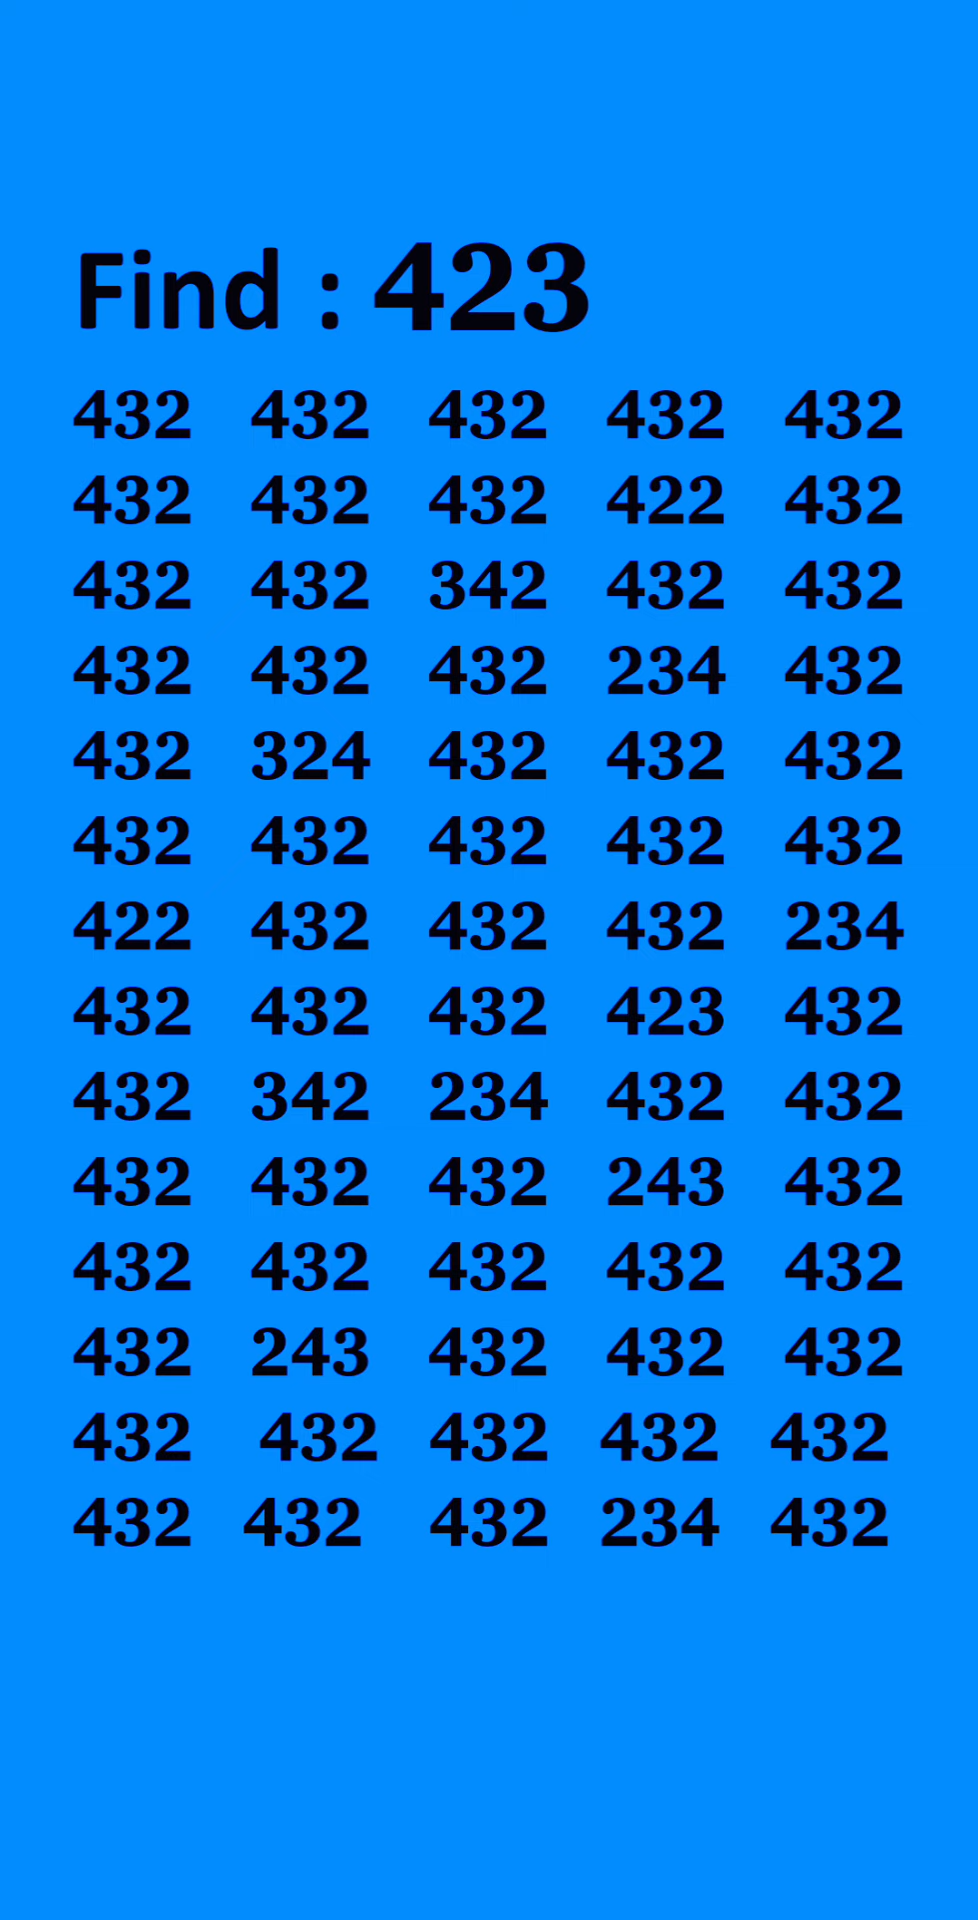 Find : 423
432 432 432 432 432
432 432 432 422 432
432 432 342 432 432
432 432 432 234 432
432 324 432 432 432
432 432 432 432 432
422 432 432 432 234
432 432 432 423 432
432 342 234 432 432
432 432 432 243 432
432 432 432 432 432
432 243 432 432 432
432 432 432 432 432
432 432 432 234 432